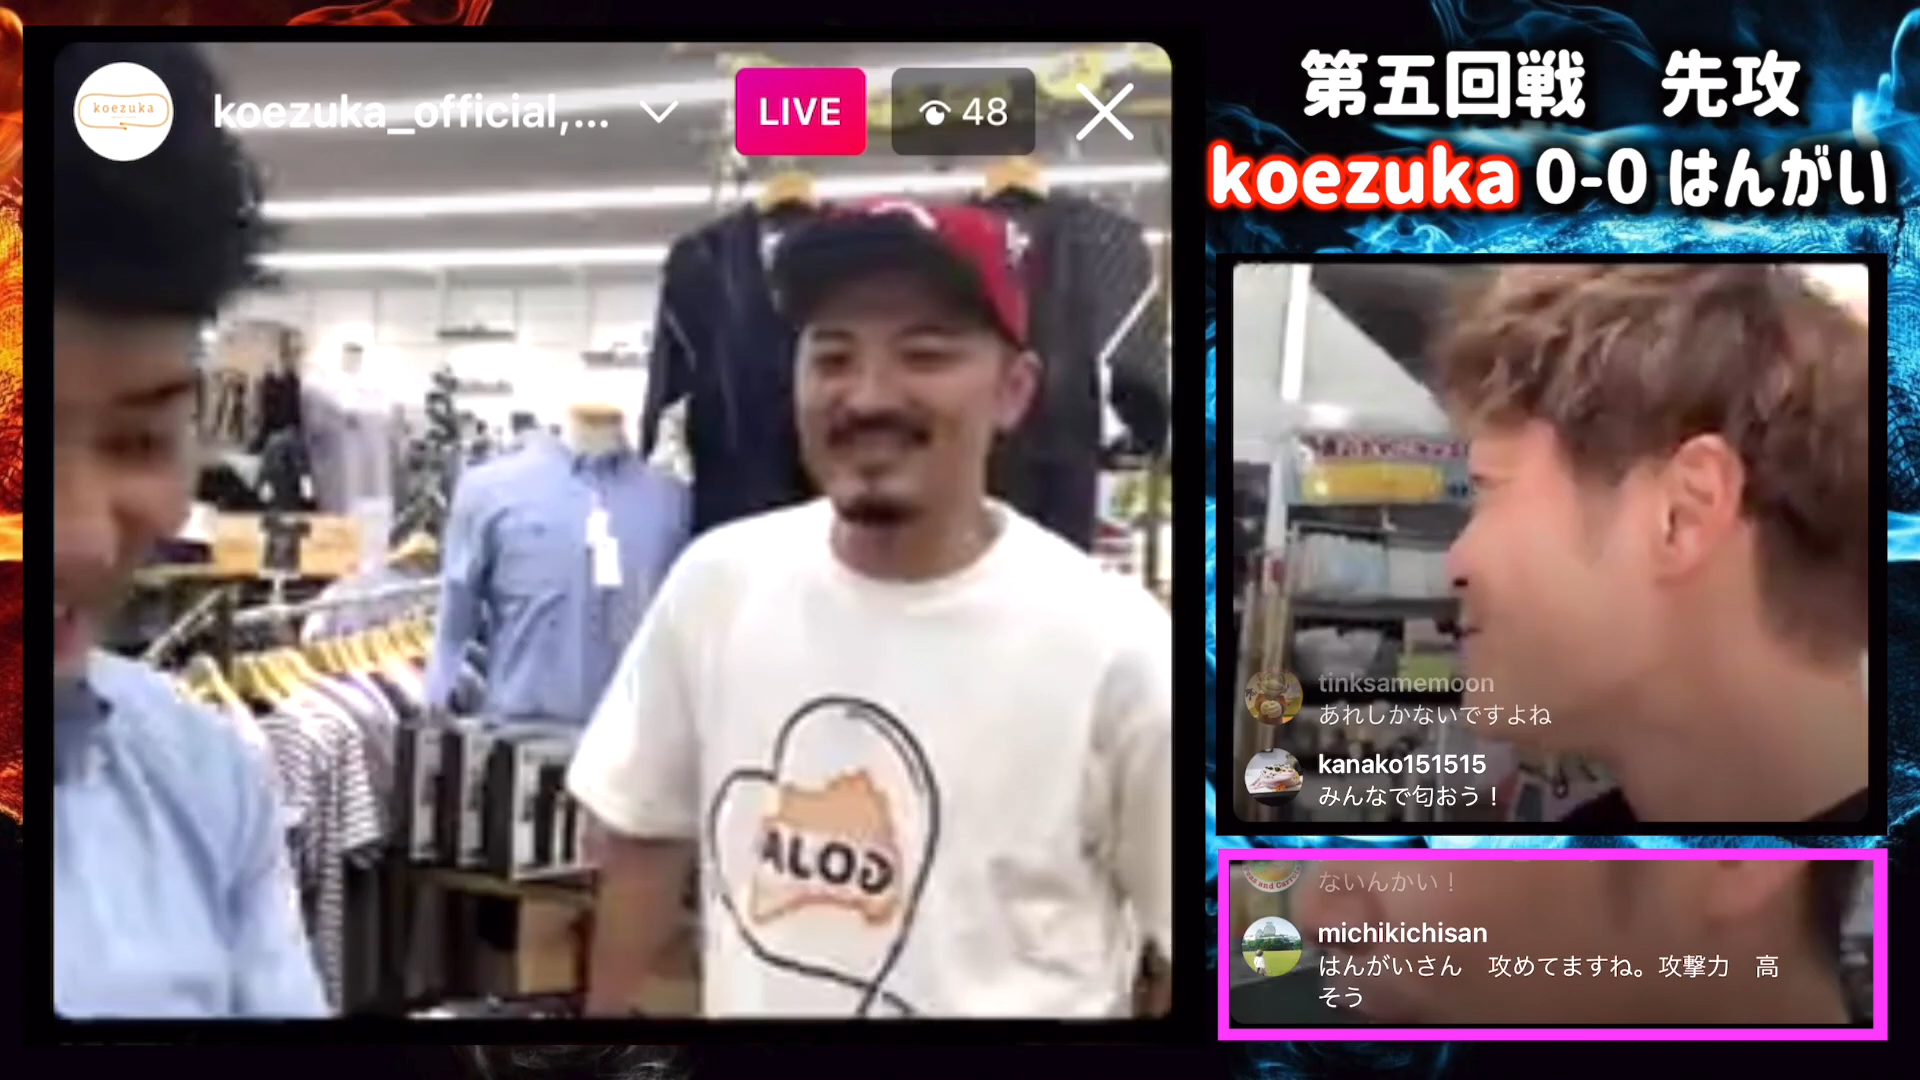 koezuka
koezuka_official,...
LIVE
48
第五回戦 先攻
koezuka 0-0 はんがい
GOLA
tinksamemoon
あれしかないですよね
kanako151515
みんなで匂おう！
ないんかい！
michikichisan
はんがいさん 攻めてますね。攻撃力 高
そう